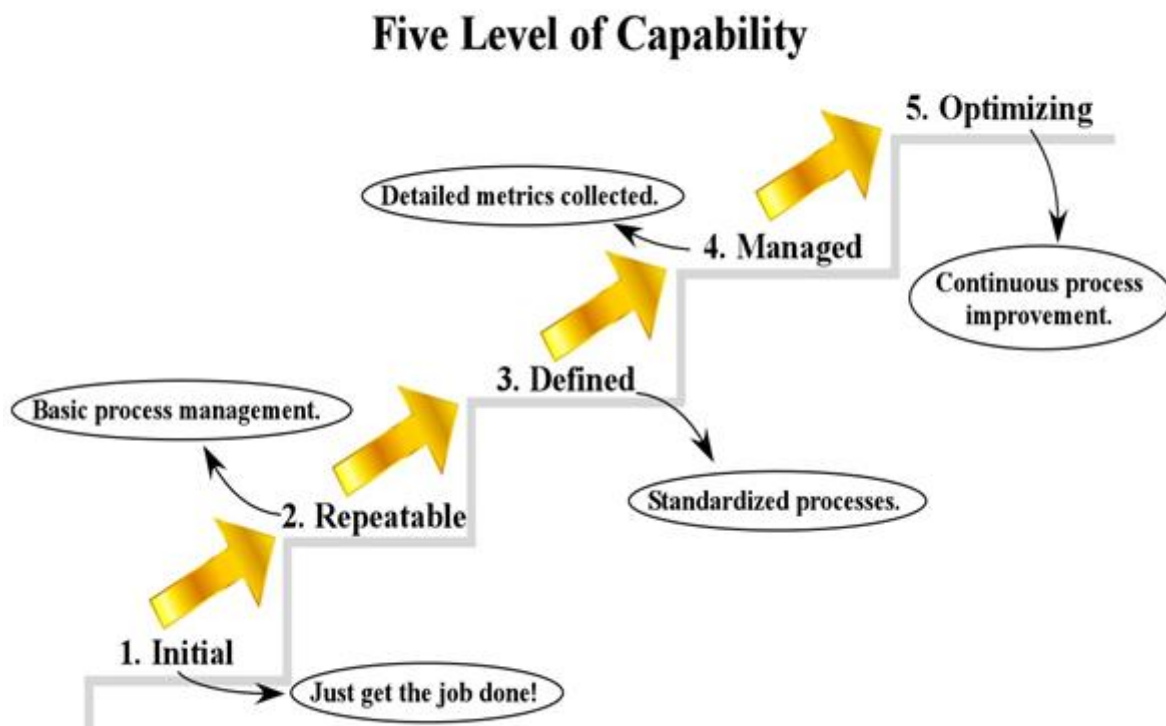 Five Level of Capability
5. Optimizing
Detailed metrics collected.
4. Managed
Continuous process
improvement.
3. Defined
Basic process management.
Standardized processes.
2. Repeatable
1. Initial
Just get the job done!